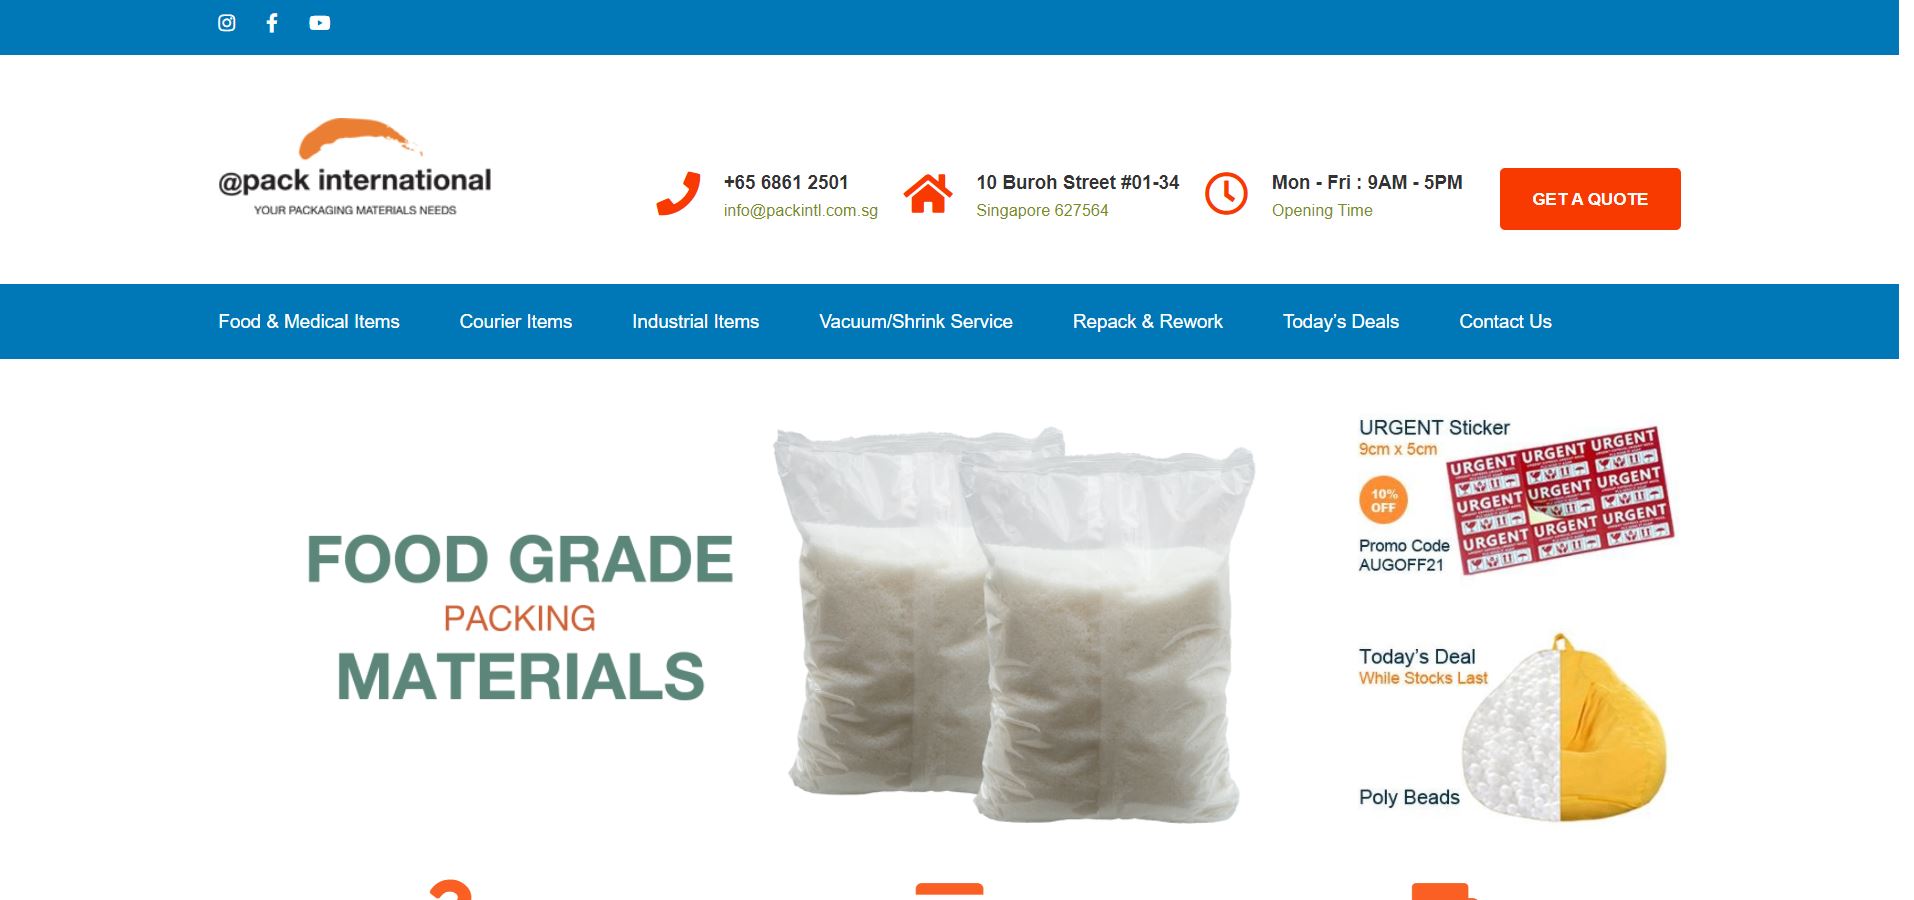 @pack international
YOUR PACKAGING MATERIALS NEEDS
+65 6861 2501
info@packintl.com.sg
10 Buroh Street #01-34
Singapore 627564
Mon - Fri : 9AM - 5PM
Opening Time
GET A QUOTE
Food & Medical Items
Courier Items
Industrial Items
Vacuum/Shrink Service
Repack & Rework
Today’s Deals
Contact Us
FOOD GRADE
PACKING
MATERIALS
URGENT Sticker
9cm x 5cm
10%
OFF
Promo Code
AUGOFF21
URGENT URGENT URGENT
URGENT URGENT URGENT
URGENT URGENT URGENT
Today’s Deal
While Stocks Last
Poly Beads